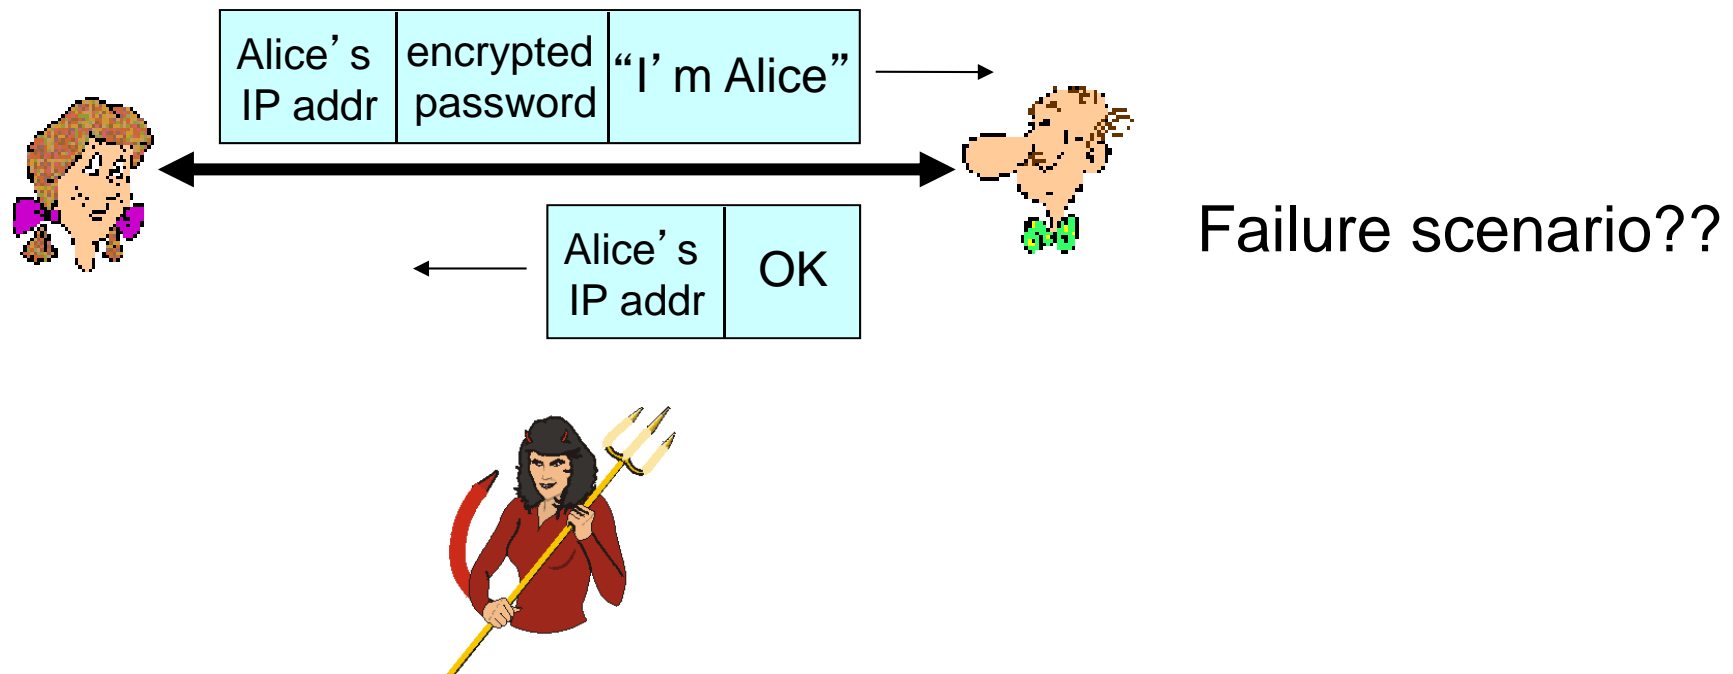 Alice’s
IP addr
encrypted
password
“I’m Alice”
Alice’s
IP addr
OK
Failure scenario??